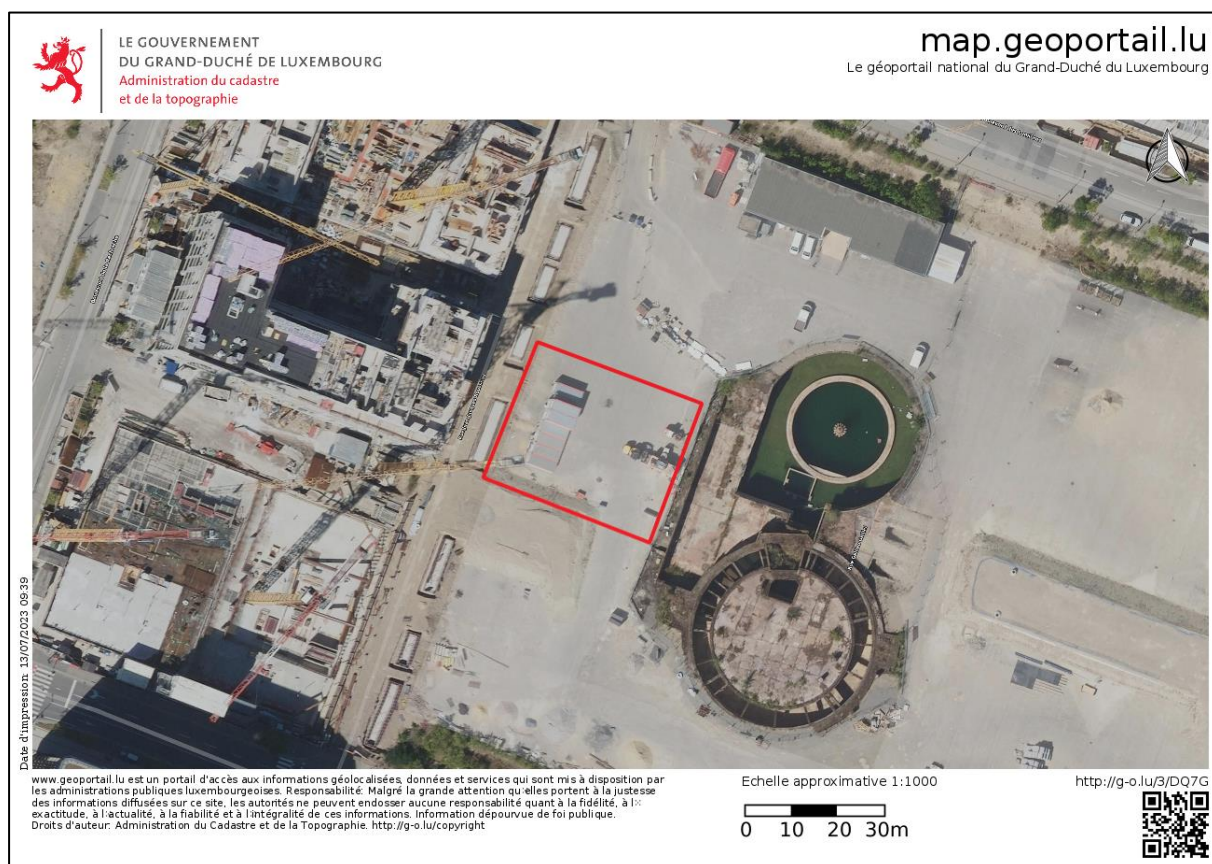 LE GOUVERNEMENT
DU GRAND-DUCHÉ DE LUXEMBOURG
Administration du cadastre
et de la topographie
map.geoportail.lu
Le géoportail national du Grand-Duché du Luxembourg
Date d'impression: 13/07/2023 09:39
www.geoportail.lu est un portail d'accès aux informations géolocalisées, données et services qui sont mis à disposition par
les administrations publiques luxembourgeoises. Responsabilité: Malgré la grande attention qu'elles portent à la justesse
des informations diffusées sur ce site, les autorités ne peuvent endosser aucune responsabilité quant à la fidélité, à l'
exactitude, à l'actualité, à la fiabilité et à l'intégralité de ces informations. Information dépourvue de foi publique.
Droits d'auteur: Administration du Cadastre et de la Topographie. http://g-o.lu/copyright
Echelle approximative 1:1000
0 10 20 30m
http://g-o.lu/3/DQ7G